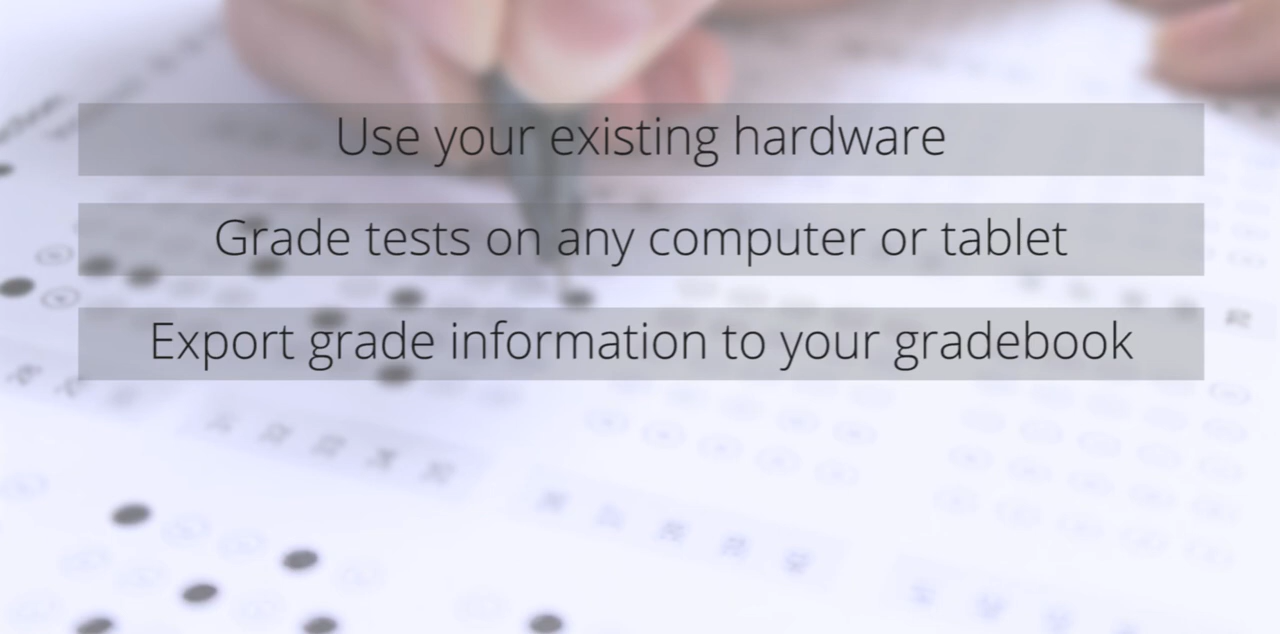 Use your existing hardware
Grade tests on any computer or tablet
Export grade information to your gradebook